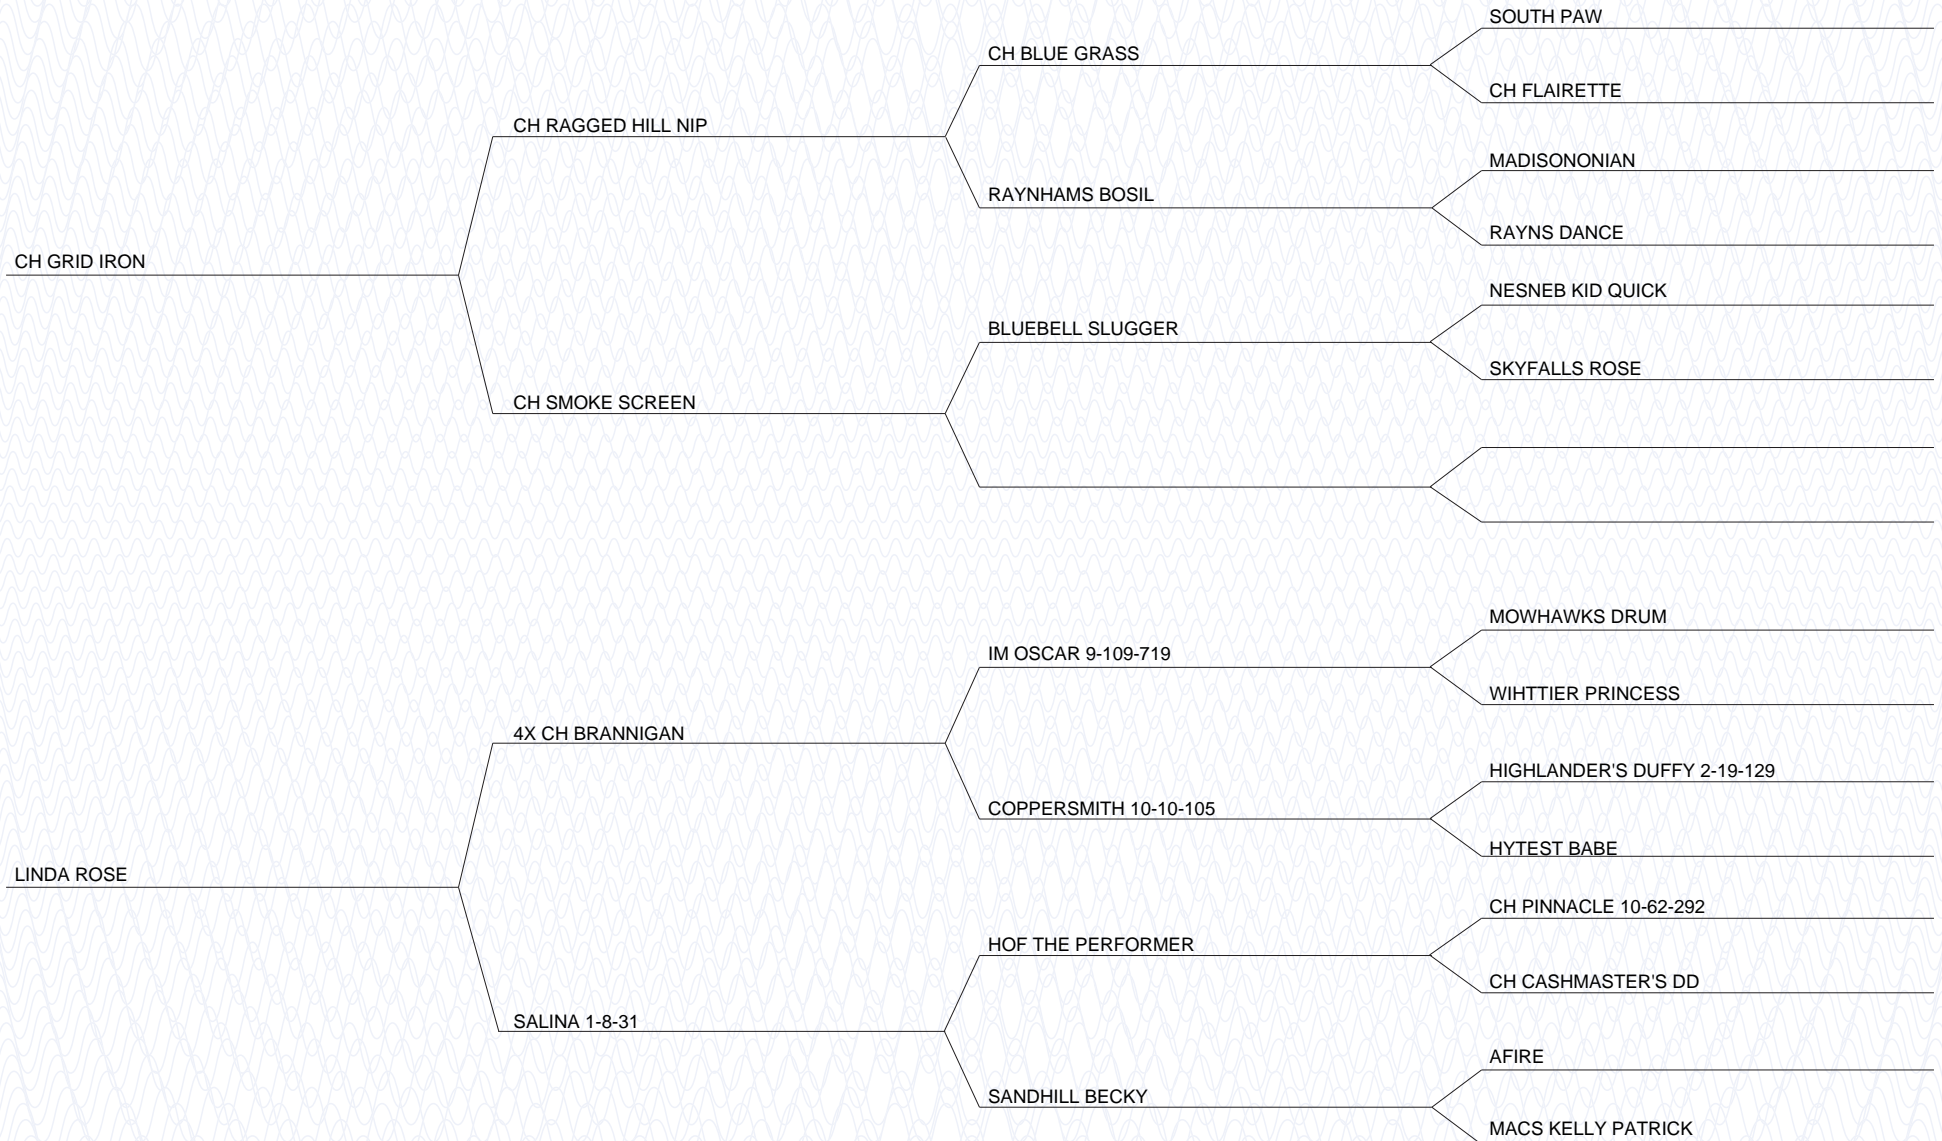 SOUTH PAW
CH BLUE GRASS
CH FLAIRETTE
CH RAGGED HILL NIP
MADISONONIAN
RAYNHAMS BOSIL
RAYNS DANCE
CH GRID IRON
NESNEB KID QUICK
BLUEBELL SLUGGER
SKYFALLS ROSE
CH SMOKE SCREEN
MOWHAWKS DRUM
IM OSCAR 9-109-719
WIHTTIER PRINCESS
4X CH BRANNIGAN
HIGHLANDER'S DUFFY 2-19-129
COPPERSMITH 10-10-105
HYTEST BABE
LINDA ROSE
CH PINNACLE 10-62-292
HOF THE PERFORMER
CH CASHMASTER'S DD
SALINA 1-8-31
AFIRE
SANDHILL BECKY
MACS KELLY PATRICK